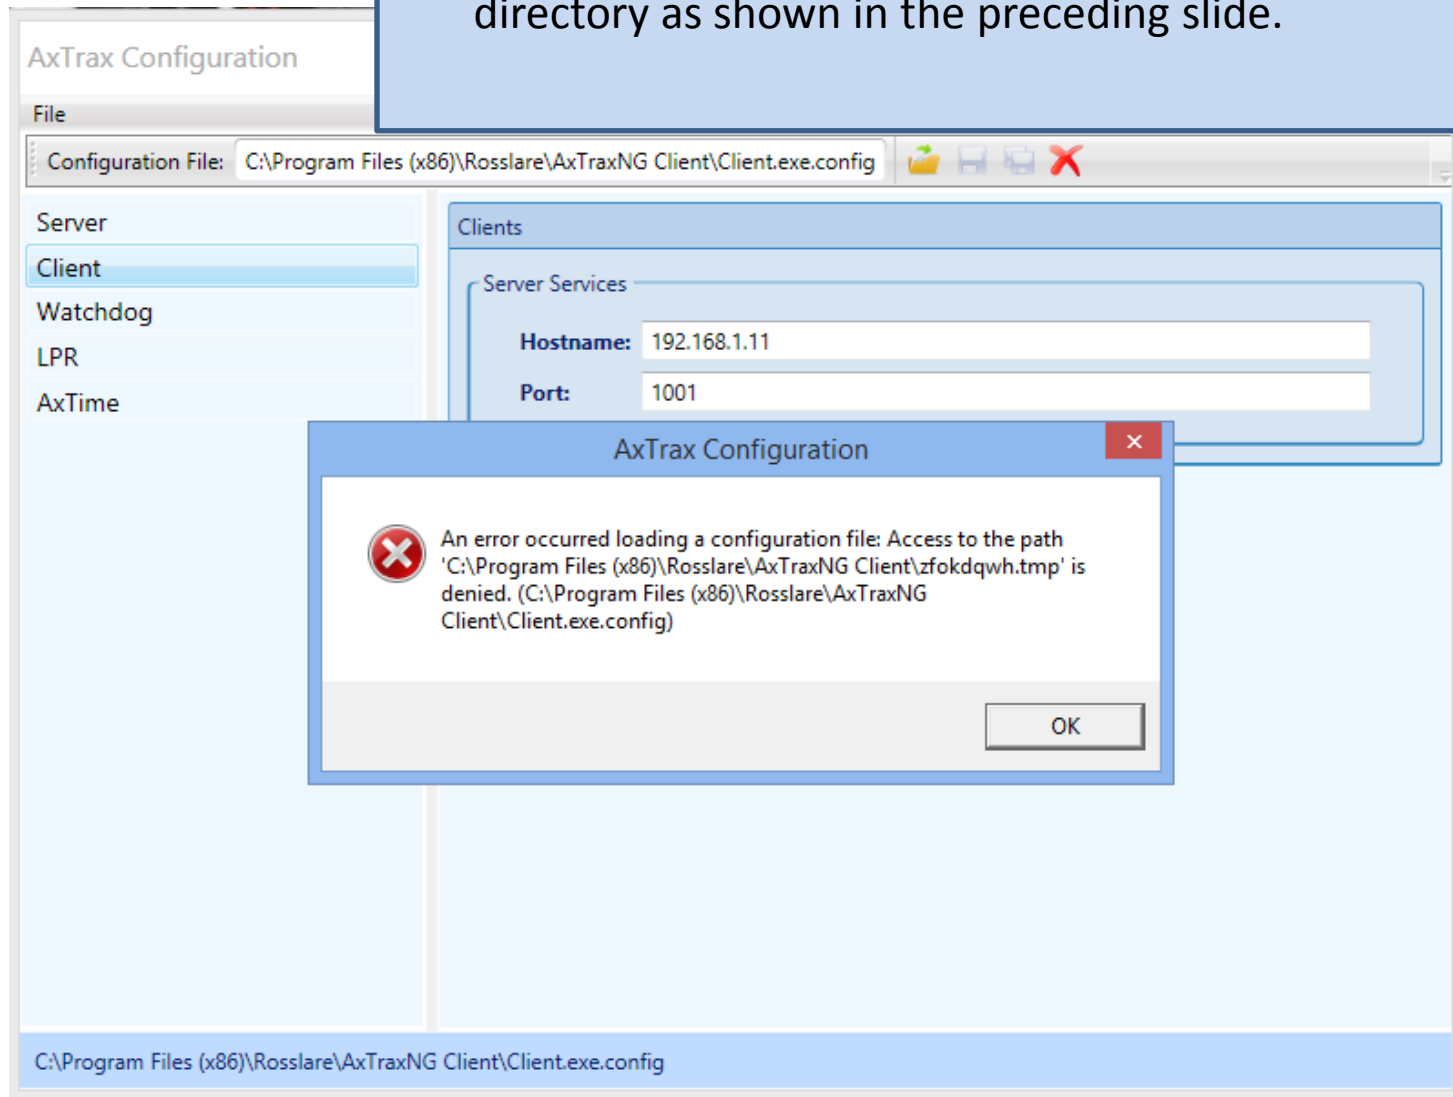 directory as shown in the preceding slide.
AxTrax Configuration
File
Configuration File: C:\Program Files (x86)\Rosslare\AxTraxNG Client\Client.exe.config
Server
Client
Watchdog
LPR
AxTime
Clients
Server Services
Hostname: 192.168.1.11
Port: 1001
AxTrax Configuration
An error occurred loading a configuration file: Access to the path
'C:\Program Files (x86)\Rosslare\AxTraxNG Client\zfokdqwh.tmp' is
denied. (C:\Program Files (x86)\Rosslare\AxTraxNG
Client\Client.exe.config)
OK
C:\Program Files (x86)\Rosslare\AxTraxNG Client\Client.exe.config